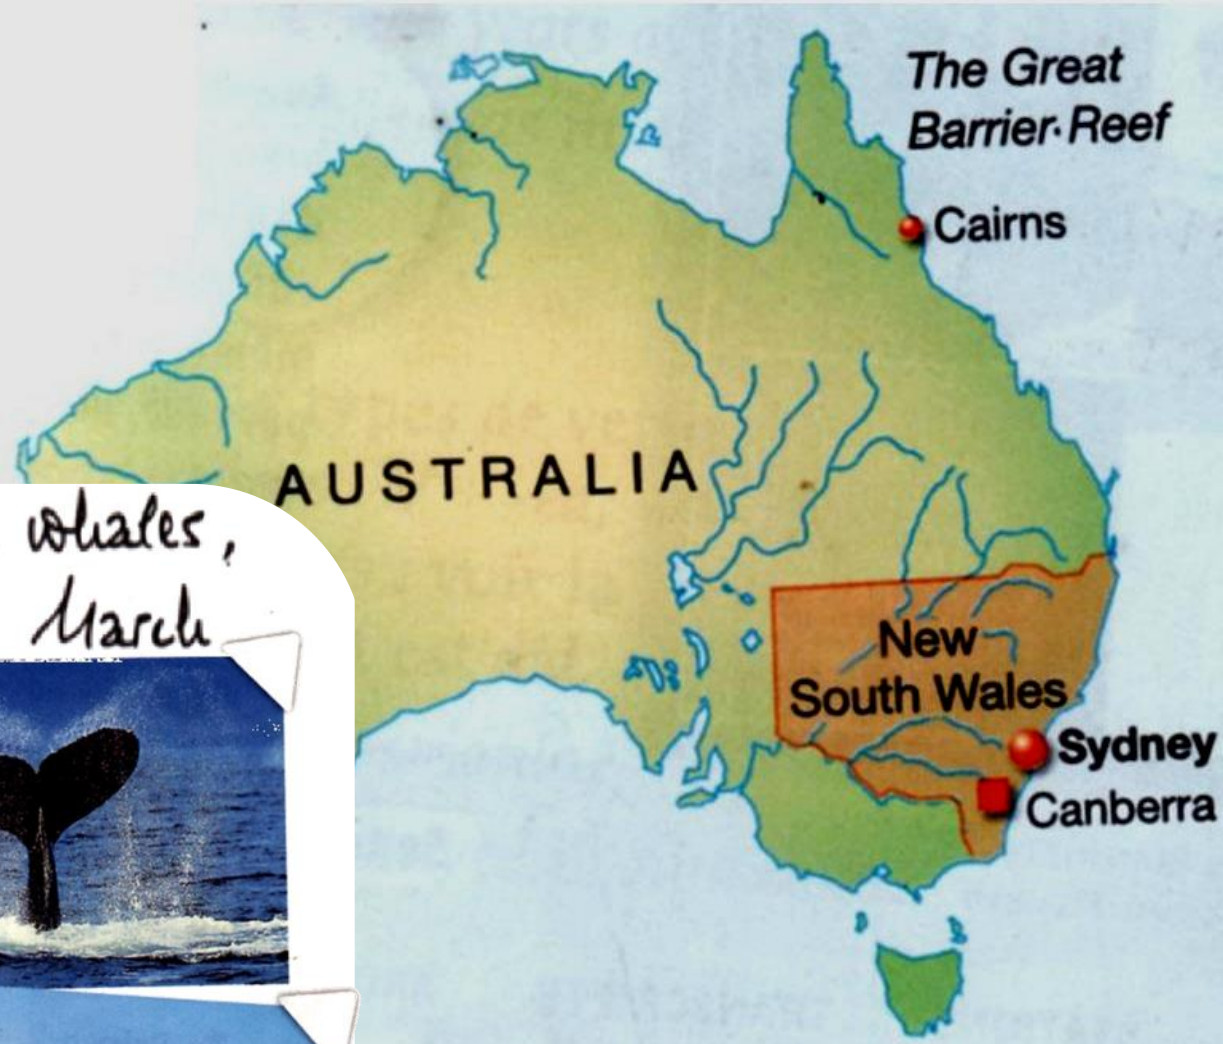 The Great
Barrier Reef
Cairns
AUSTRALIA
whales,
March
New
South Wales
Sydney
Canberra